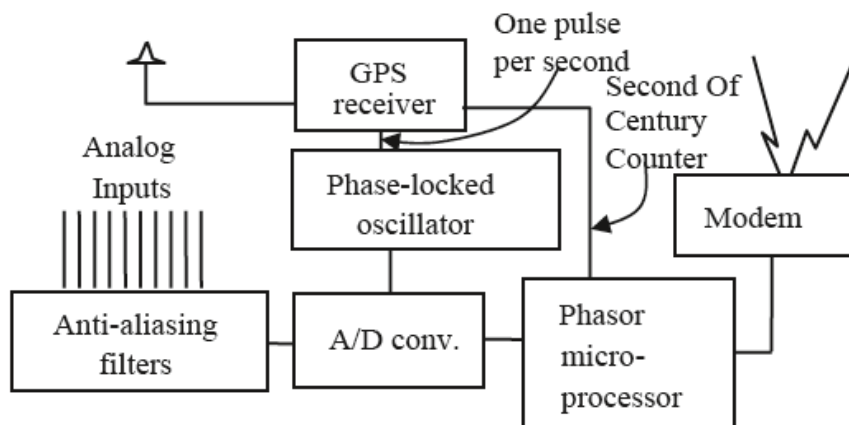 One pulse
per second
GPS
receiver
Second Of
Century
Counter
Analog
Inputs
Phase-locked
oscillator
Modem
Anti-aliasing
filters
A/D conv.
Phasor
micro-
processor